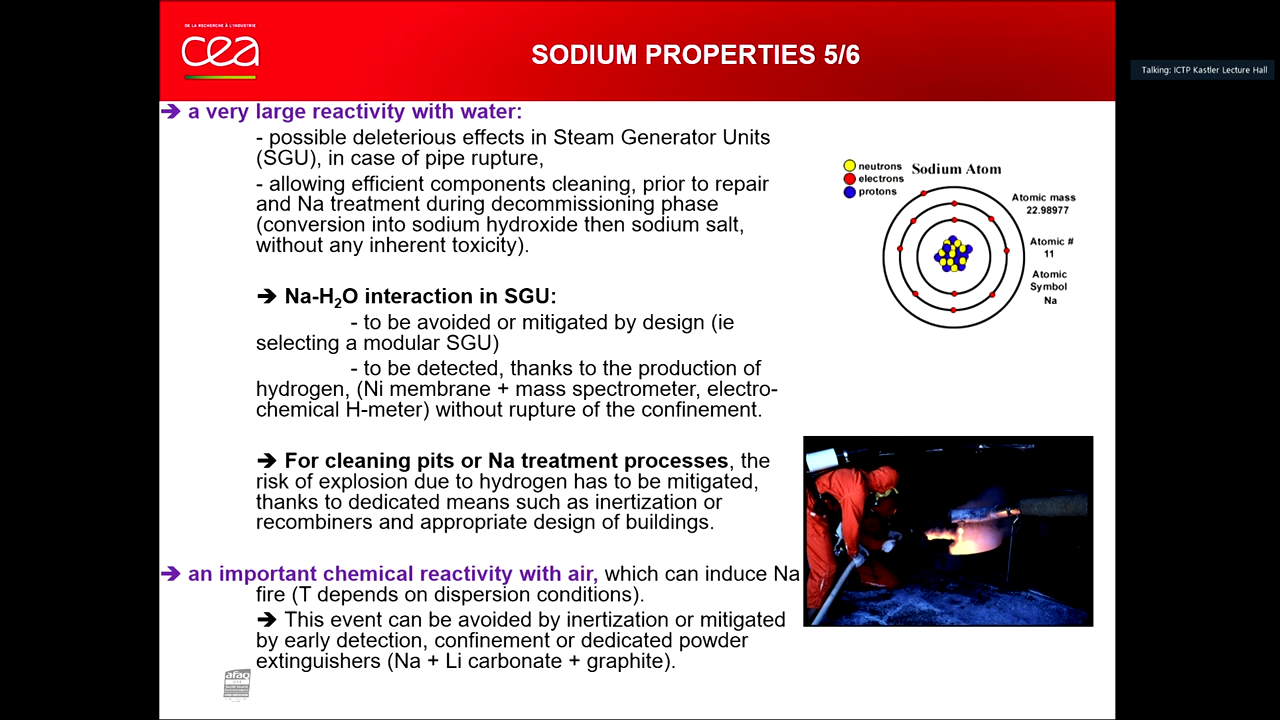 DE LA RECHERCHE À L'INDUSTRIE
cea
SODIUM PROPERTIES 5/6
Talking: ICTP Kastler Lecture Hall
➔ a very large reactivity with water:
- possible deleterious effects in Steam Generator Units
(SGU), in case of pipe rupture,
- allowing efficient components cleaning, prior to repair
and Na treatment during decommissioning phase
(conversion into sodium hydroxide then sodium salt,
without any inherent toxicity).
➔ Na-H₂O interaction in SGU:
- to be avoided or mitigated by design (ie
selecting a modular SGU)
- to be detected, thanks to the production of
hydrogen, (Ni membrane + mass spectrometer, electro-
chemical H-meter) without rupture of the confinement.
➔ For cleaning pits or Na treatment processes, the
risk of explosion due to hydrogen has to be mitigated,
thanks to dedicated means such as inertization or
recombiners and appropriate design of buildings.
➔ an important chemical reactivity with air, which can induce Na
fire (T depends on dispersion conditions).
➔ This event can be avoided by inertization or mitigated
by early detection, confinement or dedicated powder
extinguishers (Na + Li carbonate + graphite).
neutrons
electrons
protons
Sodium Atom
Atomic mass
22.98977
Atomic #
11
Atomic
Symbol
Na
afaq